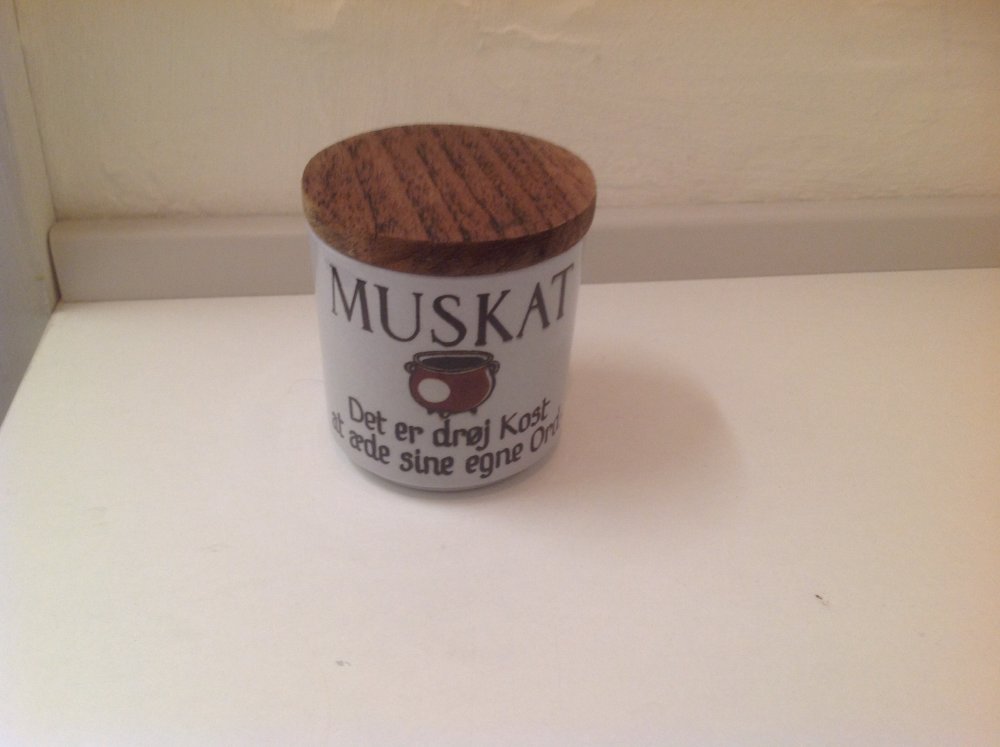 MUSKAT
Det er drøj Kost
at æde sine egne Ord